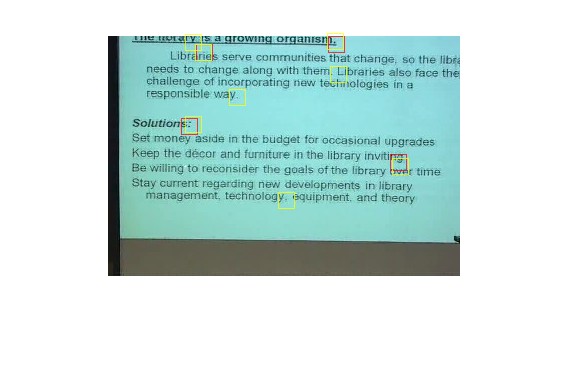 The library is a growing organism.
Libraries serve communities that change, so the
needs to change along with them. Libraries also face the
challenge of incorporating new technologies in a
responsible way.
Solutions:
Set money aside in the budget for occasional upgrades
Keep the décor and furniture in the library inviting
Be willing to reconsider the goals of the library over time
Stay current regarding new developments in library
management, technology, equipment, and theory